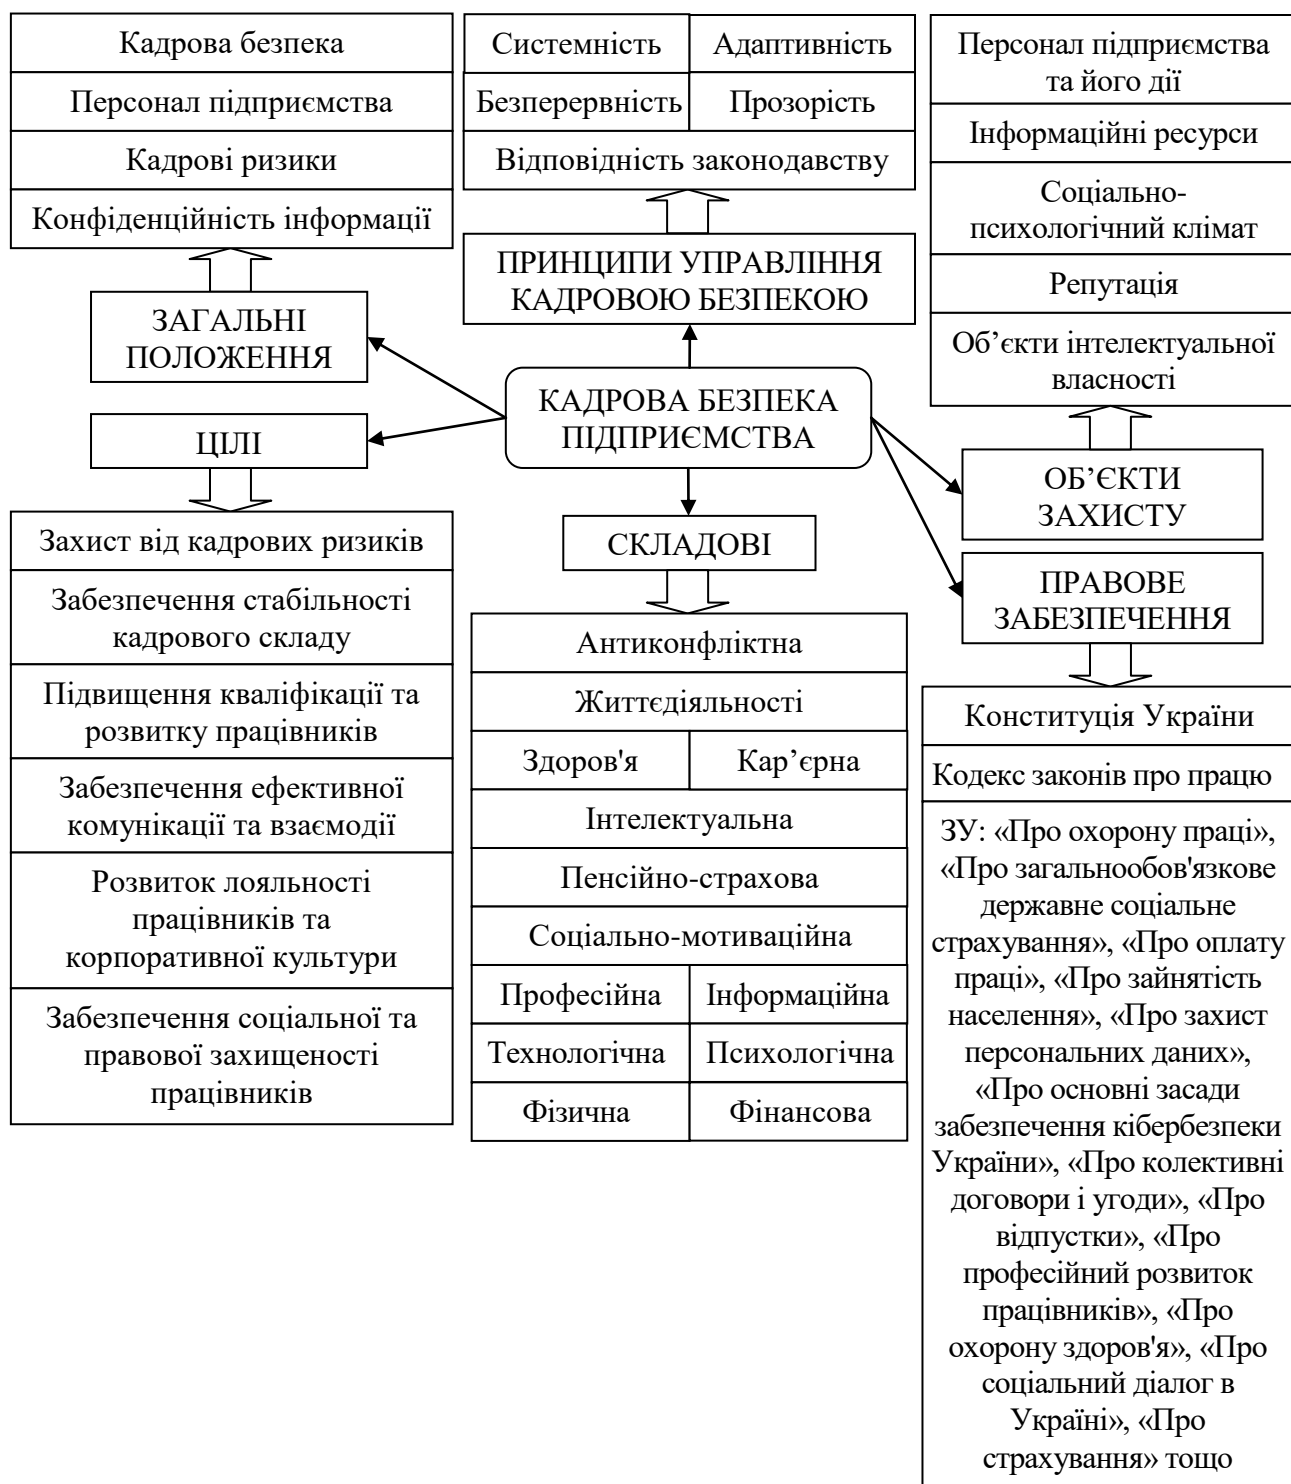 Кадрова безпека
Персонал підприємства
Кадрові ризики
Конфіденційність інформації
ЗАГАЛЬНІ
ПОЛОЖЕННЯ
ЦІЛІ
Захист від кадрових ризиків
Забезпечення стабільності
кадрового складу
Підвищення кваліфікації та
розвитку працівників
Забезпечення ефективної
комунікації та взаємодії
Розвиток лояльності
працівників та
корпоративної культури
Забезпечення соціальної та
правової захищеності
працівників
Системність
Адаптивність
Безперервність
Прозорість
Відповідність законодавству
ПРИНЦИПИ УПРАВЛІННЯ
КАДРОВОЮ БЕЗПЕКОЮ
КАДРОВА БЕЗПЕКА
ПІДПРИЄМСТВА
СКЛАДОВІ
Антиконфліктна
Життєдіяльності
Здоров'я
Кар’єрна
Інтелектуальна
Пенсійно-страхова
Соціально-мотиваційна
Професійна
Інформаційна
Технологічна
Психологічна
Фізична
Фінансова
Персонал підприємства
та його дії
Інформаційні ресурси
Соціально-
психологічний клімат
Репутація
Об’єкти інтелектуальної
власності
ОБ’ЄКТИ
ЗАХИСТУ
ПРАВОВЕ
ЗАБЕЗПЕЧЕННЯ
Конституція України
Кодекс законів про працю
ЗУ: «Про охорону праці»,
«Про загальнообов'язкове
державне соціальне
страхування», «Про оплату
праці», «Про зайнятість
населення», «Про захист
персональних даних»,
«Про основні засади
забезпечення кібербезпеки
України», «Про колективні
договори і угоди», «Про
відпустки», «Про
професійний розвиток
працівників», «Про
охорону здоров'я», «Про
соціальний діалог в
Україні», «Про
страхування» тощо